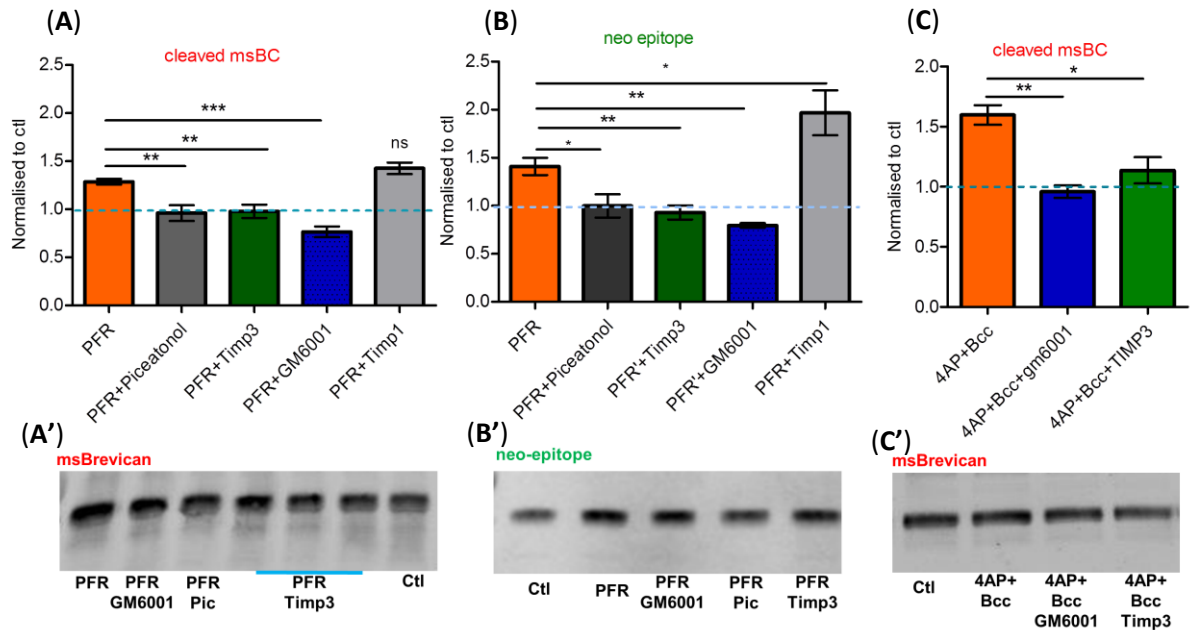 (A)
cleaved msBC
Normalised to ctl
2.5
2.0
1.5
1.0
0.5
0.0
***
**
**
ns
PFR
PFR+Piceatonol
PFR+Timp3
PFR+GM6001
PFR+Timp1
(B)
neo epitope
Normalised to ctl
2.5
2.0
1.5
1.0
0.5
0.0
*
**
**
*
PFR
PFR+Piceatonol
PFR'+Timp3
PFR'+GM6001
PFR+Timp1
(C)
cleaved msBC
Normalised to ctl
2.0
1.5
1.0
0.5
0.0
*
**
4AP+Bcc
4AP+Bcc+gm6001
4AP+Bcc+TIMP3
(A’)
msBrevican
PFR PFR PFR PFR Ctl
GM6001 Pic Timp3
(B’)
neo-epitope
Ctl PFR PFR PFR PFR
GM6001 Pic Timp3
(C’)
msBrevican
Ctl 4AP+ 4AP+ 4AP+
Bcc Bcc Bcc
GM6001 Timp3